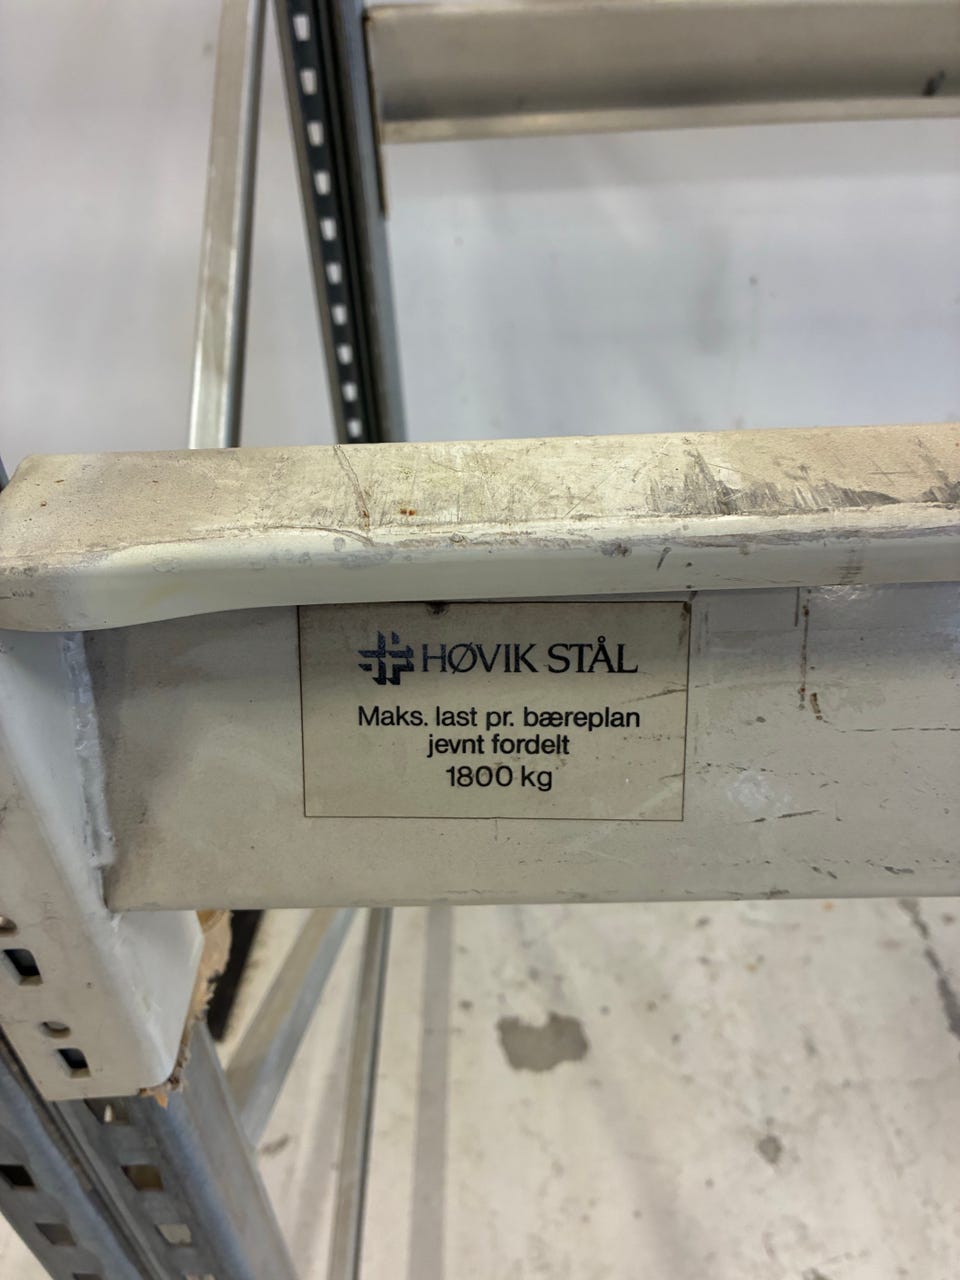 HØVIK STÅL
Maks. last pr. bæreplan
jevnt fordelt
1800 kg